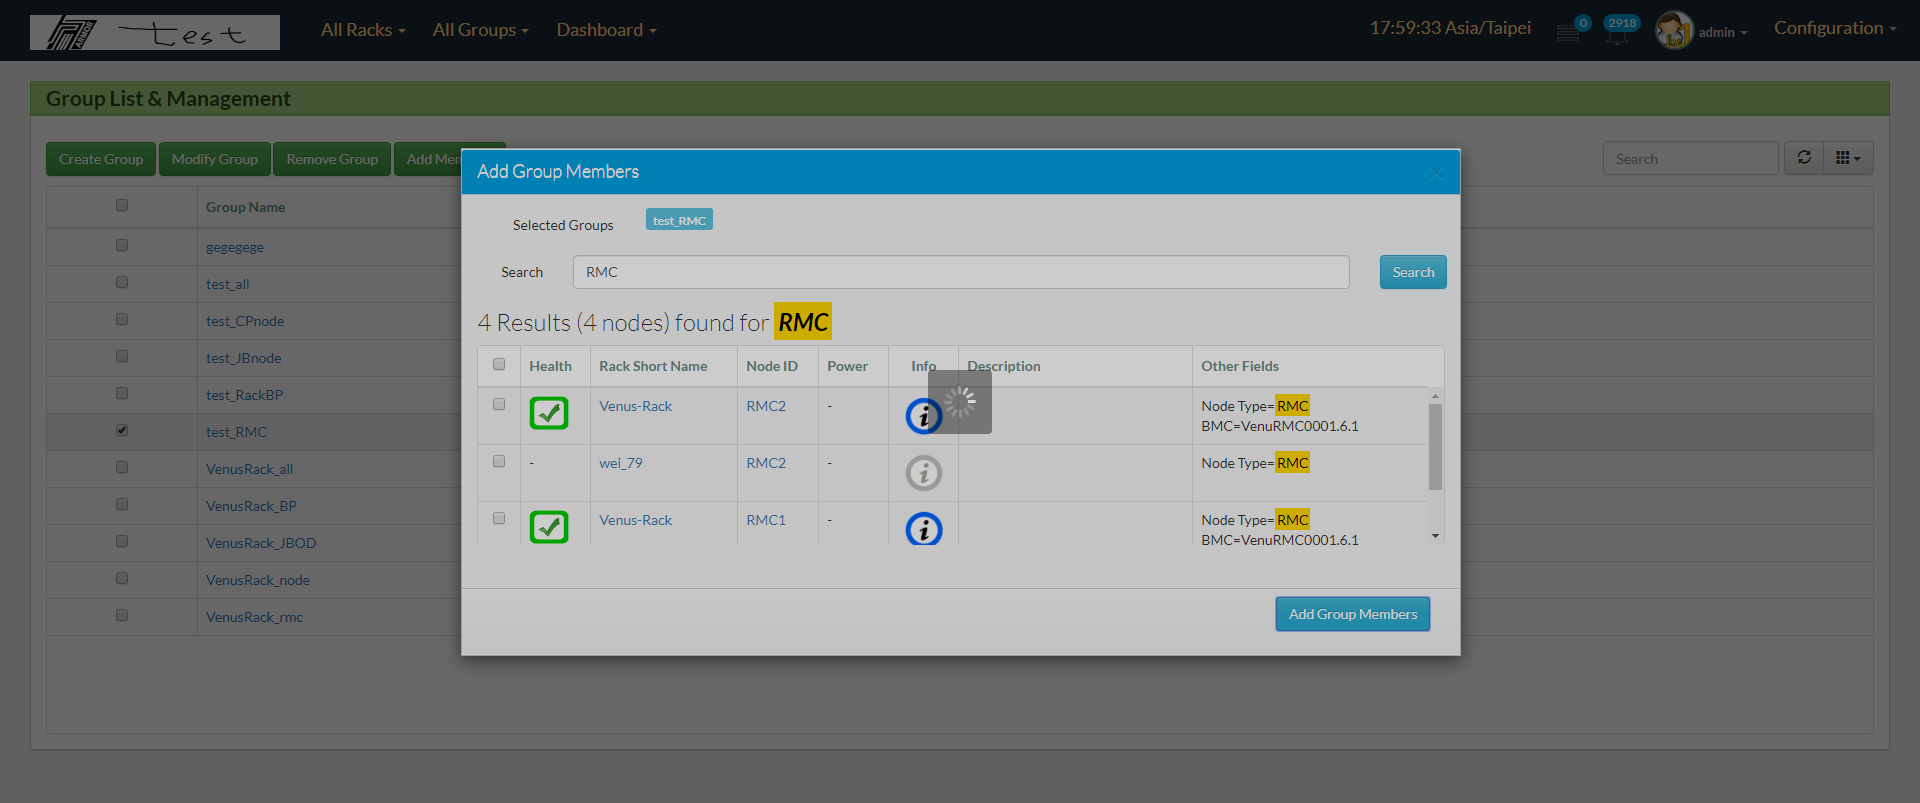 ARMOR test All Racks All Groups Dashboard 17:59:33 Asia/Taipei 0 2918 admin Configuration
Group List & Management
Create Group Modify Group Remove Group Add Mem Search
Group Name
gegegege
test_all
test_CPnode
test_JBnode
test_RackBP
test_RMC
VenusRack_all
VenusRack_BP
VenusRack_JBOD
VenusRack_node
VenusRack_rmc
Add Group Members
Selected Groups test_RMC
Search RMC Search
4 Results (4 nodes) found for RMC
Health Rack Short Name Node ID Power Info Description Other Fields
Venus-Rack RMC2 - Node Type=RMC
BMC=VenuRMC0001.6.1
- wei_79 RMC2 - Node Type=RMC
Venus-Rack RMC1 - Node Type=RMC
BMC=VenuRMC0001.6.1
Add Group Members